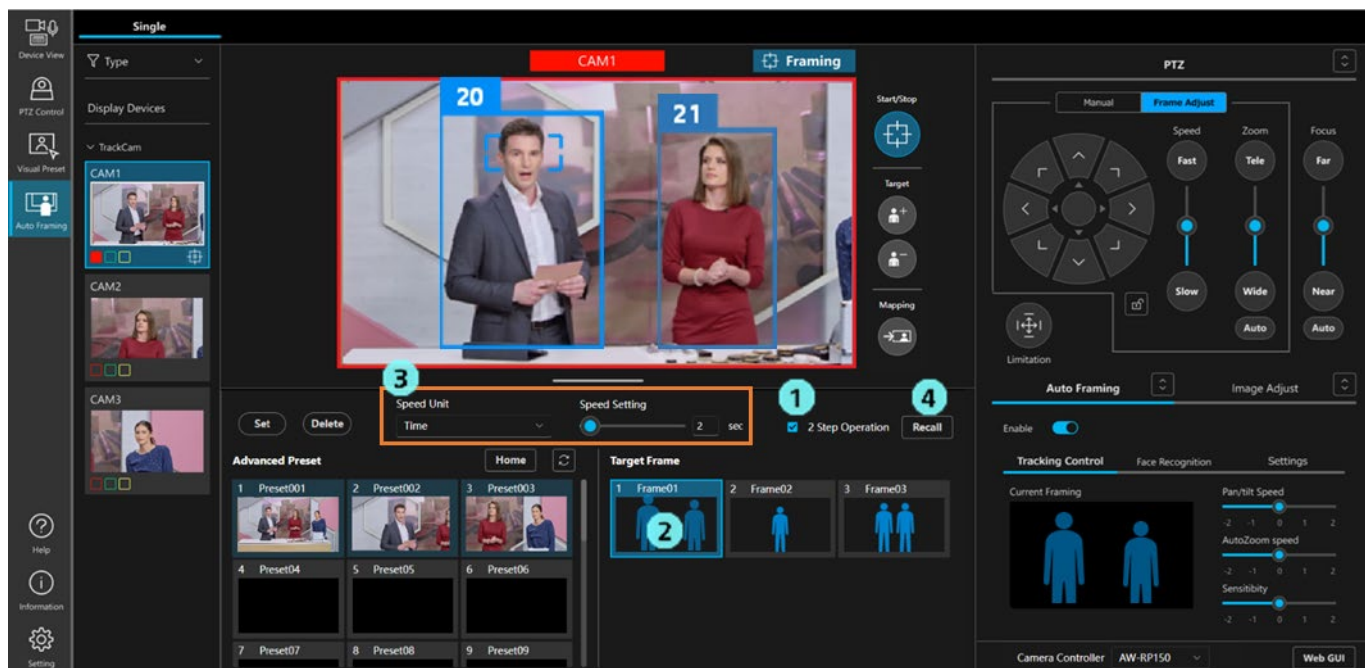 Single
Device View
PTZ Control
Visual Preset
Auto Framing
Help
Information
Setting
Type
Display Devices
TrackCam
CAM1
CAM2
CAM3
CAM1
Framing
20
21
Start/Stop
Target
Mapping
3
Speed Unit
Time
Speed Setting
2 sec
1
2 Step Operation
4
Recall
Set
Delete
Advanced Preset
Home
1 Preset001
2 Preset002
3 Preset003
4 Preset04
5 Preset05
6 Preset06
7 Preset07
8 Preset08
9 Preset09
Target Frame
1 Frame01
2
2 Frame02
3 Frame03
PTZ
Manual
Frame Adjust
Speed
Zoom
Focus
Fast
Tele
Far
Slow
Wide
Near
Auto
Auto
Limitation
Auto Framing
Image Adjust
Enable
Tracking Control
Face Recognition
Settings
Current Framing
Pan/tilt Speed
-2 -1 0 1 2
AutoZoom speed
-2 -1 0 1 2
Sensitibity
-2 -1 0 1 2
Camera Controller
AW-RP150
Web GUI